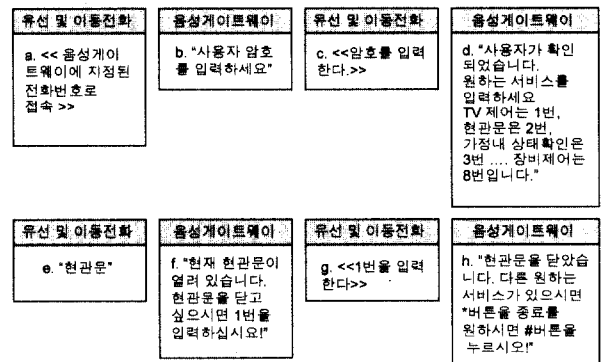 유선 및 이동전화
a. << 음성게이
트웨이에 지정된
전화번호로
접속 >>
음성게이트웨이
b. "사용자 암호
를 입력하세요"
유선 및 이동전화
c. <<암호를 입력
한다.>>
음성게이트웨이
d. "사용자가 확인
되었습니다.
원하는 서비스를
입력하세요
TV 제어는 1번,
현관문은 2번,
가정내 상태확인은
3번 .... 장비제어는
8번입니다."
유선 및 이동전화
e. "현관문"
음성게이트웨이
f. "현재 현관문이
열려 있습니다.
현관문을 닫고
싶으시면 1번을
입력하십시요!"
유선 및 이동전화
g. <<1번을 입력
한다>>
음성게이트웨이
h. "현관문을 닫았습
니다. 다른 원하는
서비스가 있으시면
*버튼을 종료를
원하시면 #버튼을
누르시오!"